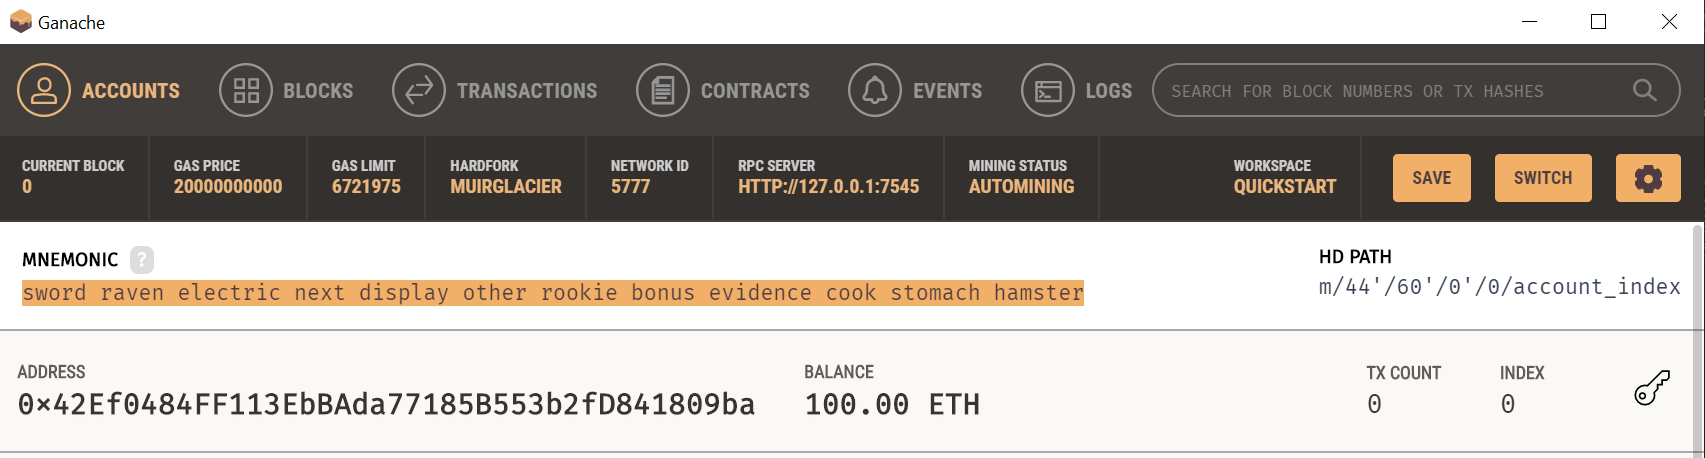 Ganache
ACCOUNTS BLOCKS TRANSACTIONS CONTRACTS EVENTS LOGS SEARCH FOR BLOCK NUMBERS OR TX HASHES
CURRENT BLOCK GAS PRICE GAS LIMIT HARDFORK NETWORK ID RPC SERVER MINING STATUS WORKSPACE
0 20000000000 6721975 MUIRGLACIER 5777 HTTP://127.0.0.1:7545 AUTOMINING QUICKSTART SAVE SWITCH
MNEMONIC ? HD PATH
sword raven electric next display other rookie bonus evidence cook stomach hamster m/44'/60'/0'/0/account_index
ADDRESS BALANCE TX COUNT INDEX
0×42Ef0484FF113EbBAda77185B553b2fD841809ba 100.00 ETH 0 0